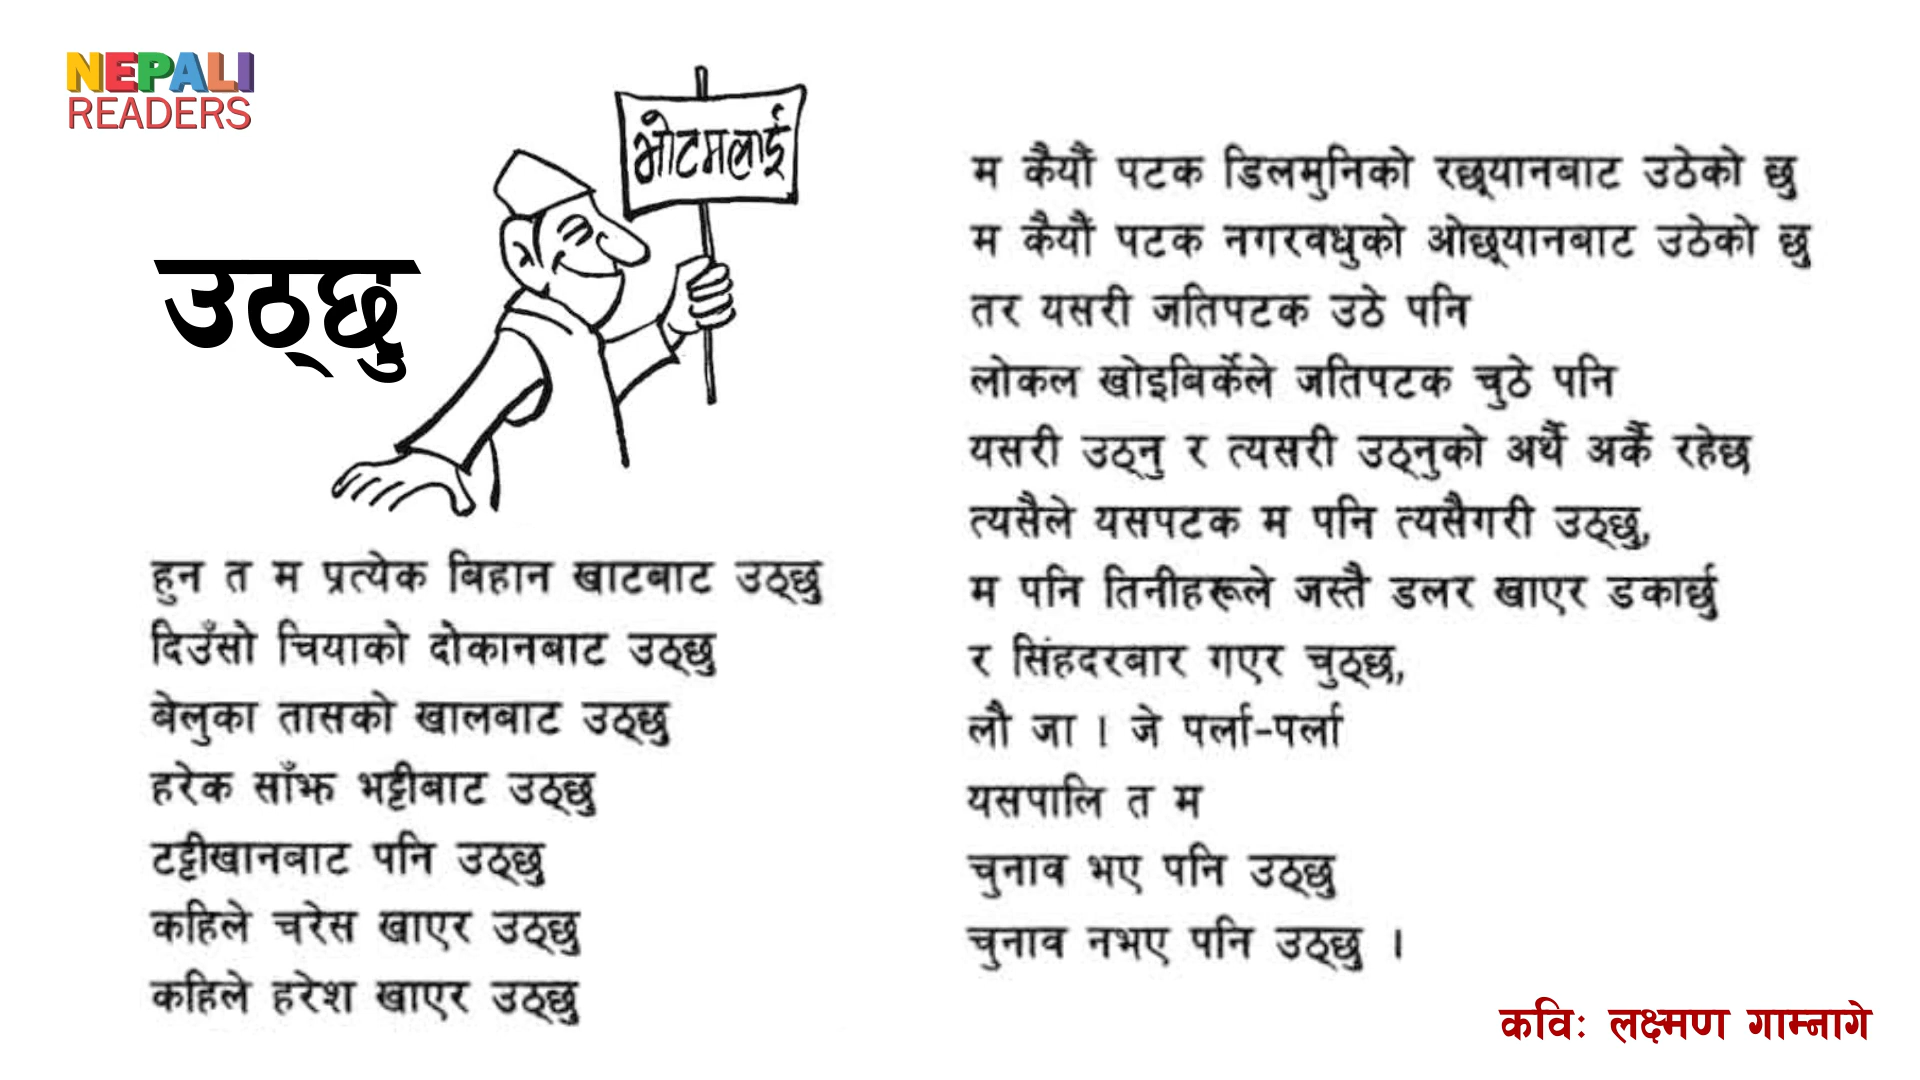 NEPALI
READERS
भोट मलाई
उठ्छु
हुन त म प्रत्येक बिहान खाटबाट उठ्छु
दिउँसो चियाको दोकानबाट उठ्छु
बेलुका तासको खालबाट उठ्छु
हरेक साँझ भट्टीबाट उठ्छु
टट्टीखानबाट पनि उठ्छु
कहिले चरेस खाएर उठ्छु
कहिले हरेश खाएर उठ्छु
म कैयौं पटक डिलमुनिको रछ्यानबाट उठेको छु
म कैयौं पटक नगरवधुको ओछ्यानबाट उठेको छु
तर यसरी जतिपटक उठे पनि
लोकल खोइबिर्केले जतिपटक चुठे पनि
यसरी उठ्नु र त्यसरी उठ्नुको अर्थै अर्कै रहेछ
त्यसैले यसपटक म पनि त्यसैगरी उठ्छु,
म पनि तिनीहरूले जस्तै डलर खाएर डकार्छु
र सिंहदरबार गएर चुठ्छु,
लौ जा । जे पर्ला-पर्ला
यसपालि त म
चुनाव भए पनि उठ्छु
चुनाव नभए पनि उठ्छु ।
कविः लक्ष्मण गाम्नागे